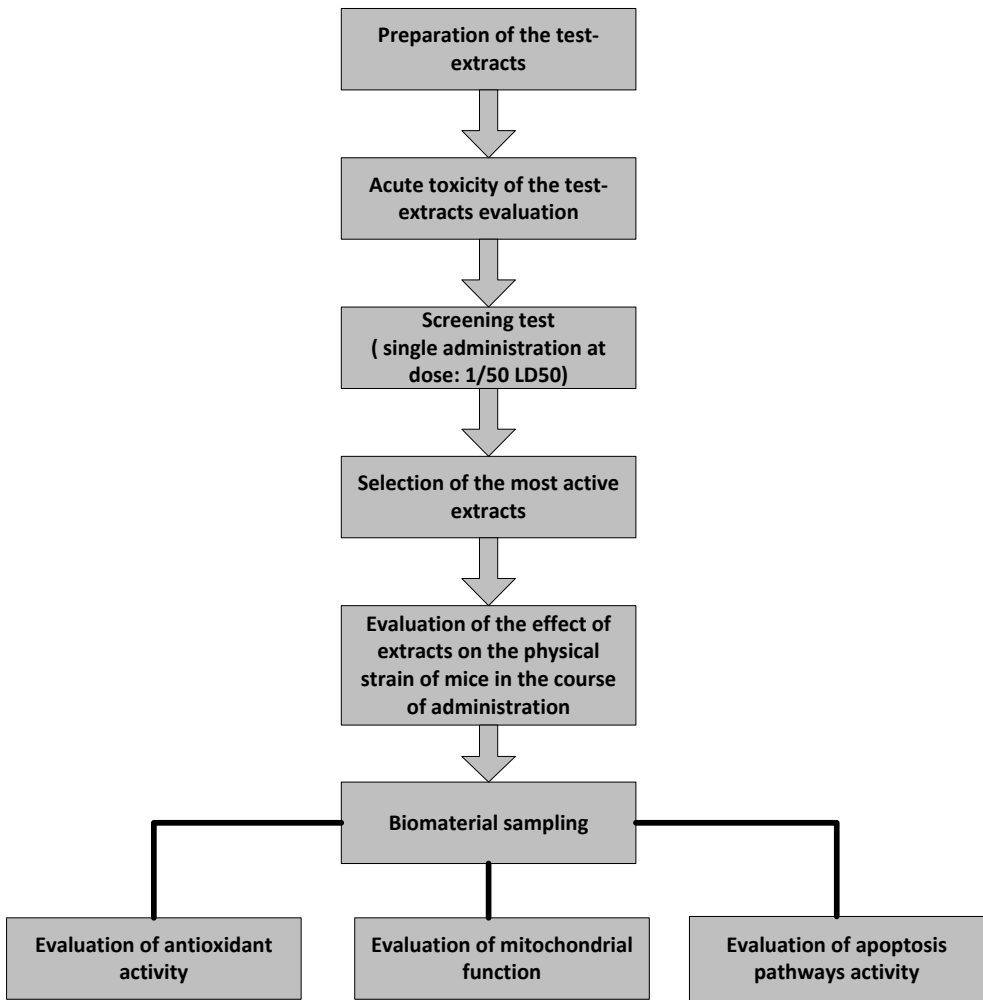 Preparation of the test-
extracts
Acute toxicity of the test-
extracts evaluation
Screening test
( single administration at
dose: 1/50 LD50)
Selection of the most active
extracts
Evaluation of the effect of
extracts on the physical
strain of mice in the course
of administration
Biomaterial sampling
Evaluation of antioxidant
activity
Evaluation of mitochondrial
function
Evaluation of apoptosis
pathways activity